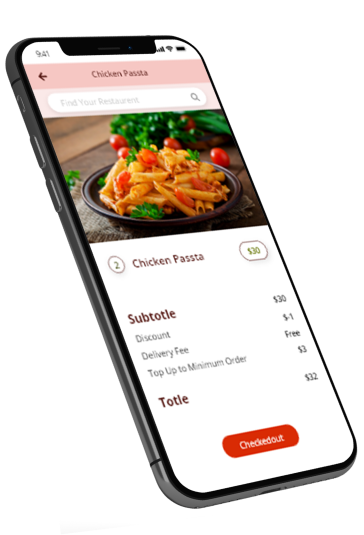 9:41
Chicken Passta
Find Your Restaurent
2 Chicken Passta $30
Subtotle $30
Discount $-1
Delivery Fee Free
Top Up to Minimum Order $3
Totle $32
Checkedout